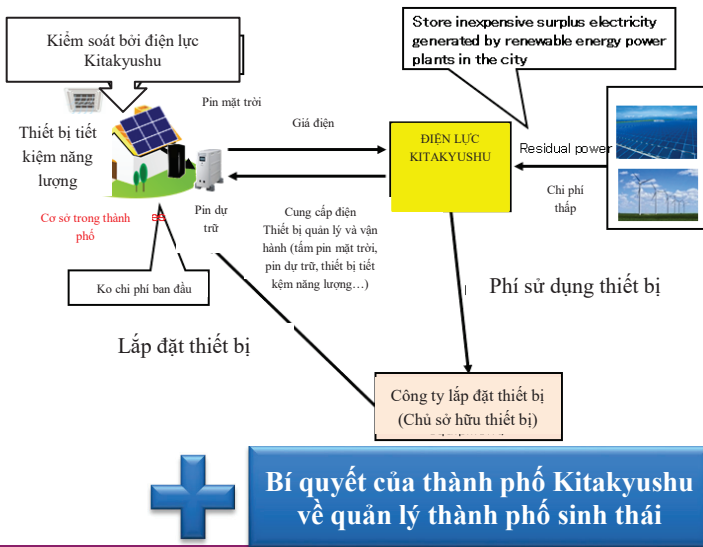 Kiểm soát bởi điện lực
Kitakyushu
Store inexpensive surplus electricity
generated by renewable energy power
plants in the city
Pin mặt trời
Giá điện
Thiết bị tiết
kiệm năng
lượng
ĐIỆN LỰC
KITAKYUSHU
Residual power
Chi phí
thấp
Cơ sở trong thành
phố
Pin dự
trữ
Cung cấp điện
Thiết bị quản lý và vận
hành (tấm pin mặt trời,
pin dự trữ, thiết bị tiết
kệm năng lượng…)
Ko chi phí ban đầu
Phí sử dụng thiết bị
Lắp đặt thiết bị
Công ty lắp đặt thiết bị
(Chủ sở hữu thiết bị)
Bí quyết của thành phố Kitakyushu
về quản lý thành phố sinh thái